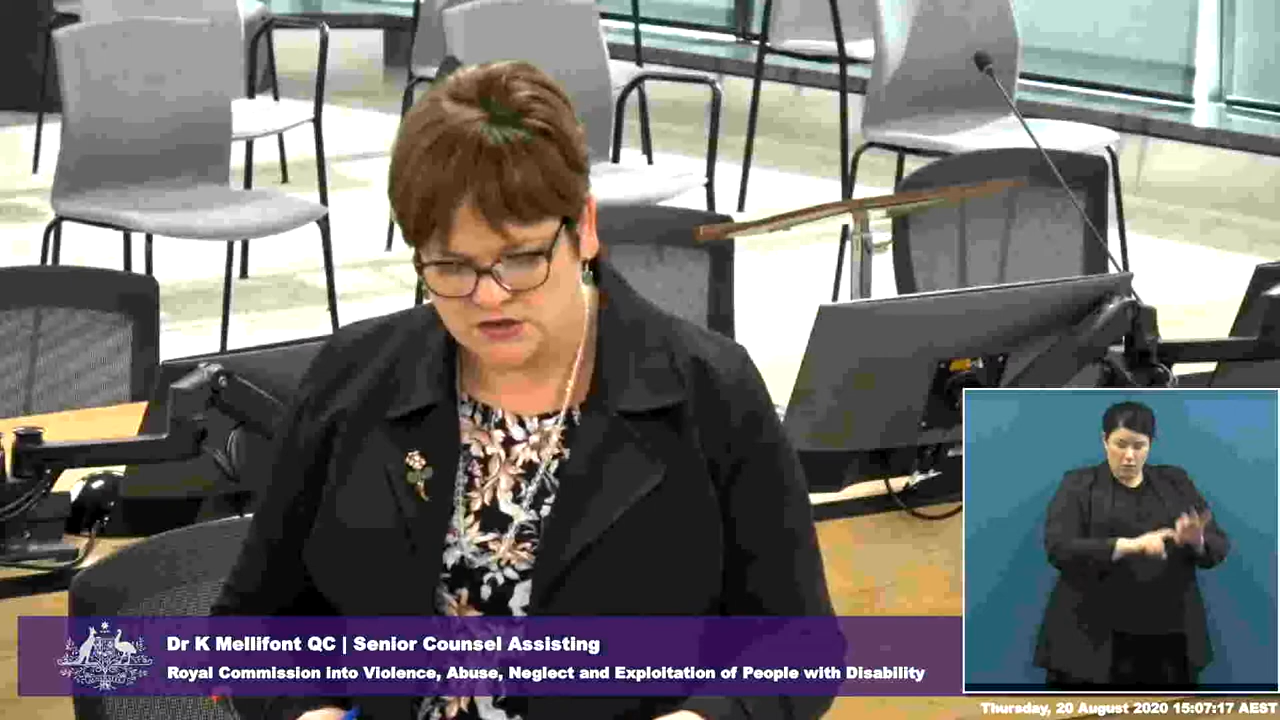 Dr K Mellifont QC | Senior Counsel Assisting
Royal Commission into Violence, Abuse, Neglect and Exploitation of People with Disability
Thursday, 20 August 2020 15:07:17 AEST